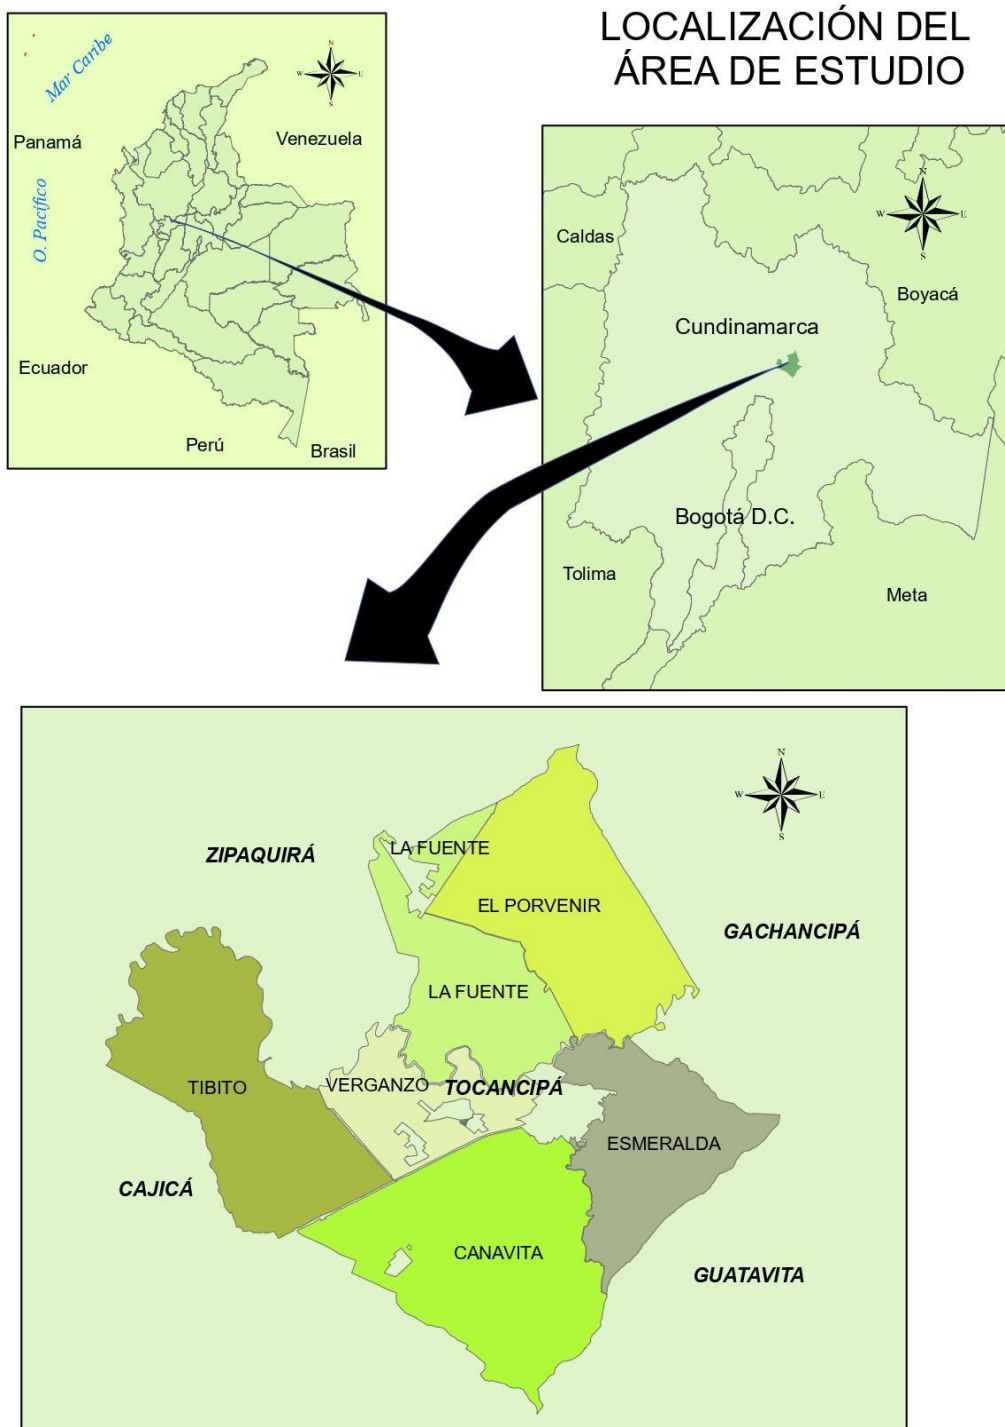 LOCALIZACIÓN DEL
ÁREA DE ESTUDIO
Mar Caribe
N
W
E
S
Panamá
Venezuela
O. Pacífico
Ecuador
Perú
Brasil
N
W
E
S
Caldas
Boyacá
Cundinamarca
Bogotá D.C.
Tolima
Meta
N
W
E
S
ZIPAQUIRÁ
LA FUENTE
EL PORVENIR
GACHANCIPÁ
LA FUENTE
TIBITO
VERGANZO
TOCANCIPÁ
ESMERALDA
CAJICÁ
CANAVITA
GUATAVITA